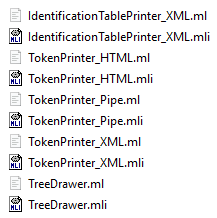 IdentificationTablePrinter_XML.ml
IdentificationTablePrinter_XML.mli
TokenPrinter_HTML.ml
TokenPrinter_HTML.mli
TokenPrinter_Pipe.ml
TokenPrinter_Pipe.mli
TokenPrinter_XML.ml
TokenPrinter_XML.mli
TreeDrawer.ml
TreeDrawer.mli